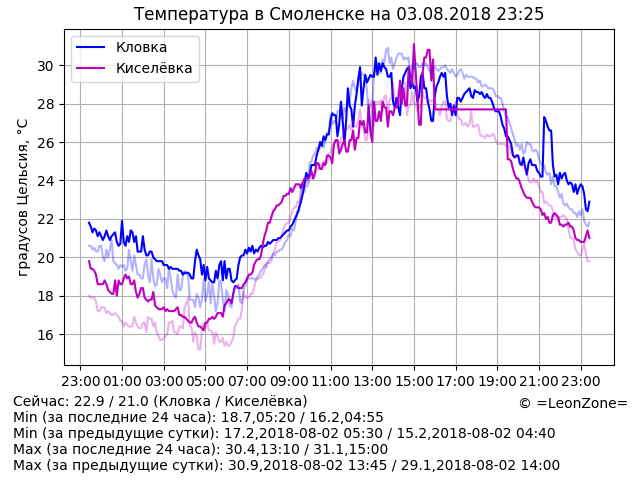 Температура в Смоленске на 03.08.2018 23:25
Кловка
Киселёвка
градусов Цельсия, °C
30
28
26
24
22
20
18
16
23:00 01:00 03:00 05:00 07:00 09:00 11:00 13:00 15:00 17:00 19:00 21:00 23:00
Сейчас: 22.9 / 21.0 (Кловка / Киселёвка)
© =LeonZone=
Min (за последние 24 часа): 18.7,05:20 / 16.2,04:55
Min (за предыдущие сутки): 17.2,2018-08-02 05:30 / 15.2,2018-08-02 04:40
Max (за последние 24 часа): 30.4,13:10 / 31.1,15:00
Max (за предыдущие сутки): 30.9,2018-08-02 13:45 / 29.1,2018-08-02 14:00